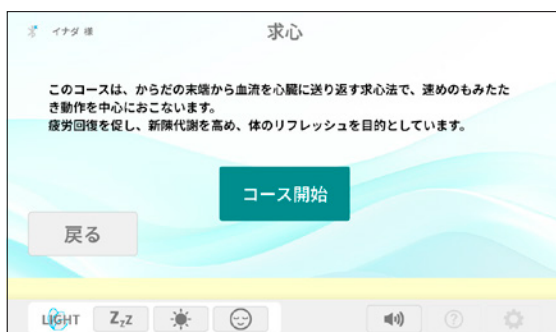 イナダ 様
求心
このコースは、からだの末端から血流を心臓に送り返す求心法で、速めのもみたた
き動作を中心におこないます。
疲労回復を促し、新陳代謝を高め、体のリフレッシュを目的としています。
コース開始
戻る
LIGHT
ZzZ
?